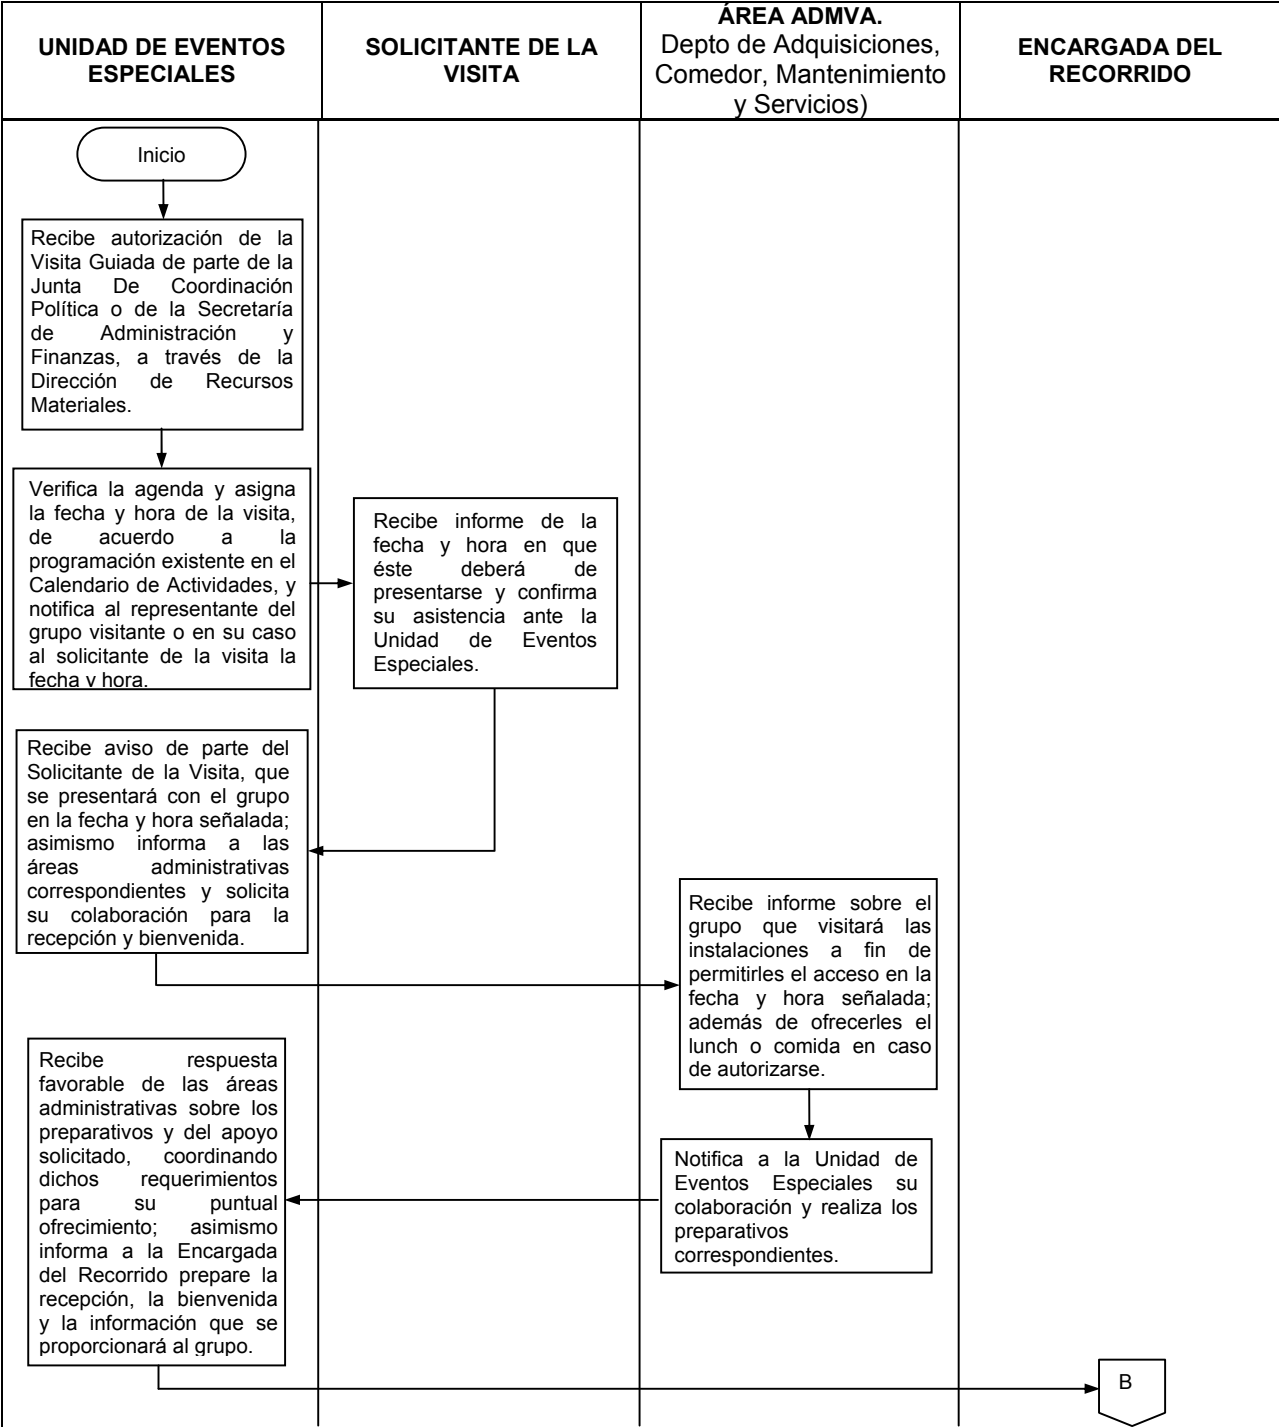 UNIDAD DE EVENTOS
ESPECIALES
SOLICITANTE DE LA
VISITA
ÁREA ADMVA.
Depto de Adquisiciones,
Comedor, Mantenimiento
y Servicios)
ENCARGADA DEL
RECORRIDO
Inicio
Recibe autorización de la
Visita Guiada de parte de la
Junta De Coordinación
Política o de la Secretaría
de Administración y
Finanzas, a través de la
Dirección de Recursos
Materiales.
Verifica la agenda y asigna
la fecha y hora de la visita,
de acuerdo a la
programación existente en el
Calendario de Actividades, y
notifica al representante del
grupo visitante o en su caso
al solicitante de la visita la
fecha y hora.
Recibe informe de la
fecha y hora en que
éste deberá de
presentarse y confirma
su asistencia ante la
Unidad de Eventos
Especiales.
Recibe aviso de parte del
Solicitante de la Visita, que
se presentará con el grupo
en la fecha y hora señalada;
asimismo informa a las
áreas administrativas
correspondientes y solicita
su colaboración para la
recepción y bienvenida.
Recibe informe sobre el
grupo que visitará las
instalaciones a fin de
permitirles el acceso en la
fecha y hora señalada;
además de ofrecerles el
lunch o comida en caso
de autorizarse.
Notifica a la Unidad de
Eventos Especiales su
colaboración y realiza los
preparativos
correspondientes.
Recibe respuesta
favorable de las áreas
administrativas sobre los
preparativos y del apoyo
solicitado, coordinando
dichos requerimientos
para su puntual
ofrecimiento; asimismo
informa a la Encargada
del Recorrido prepare la
recepción, la bienvenida
y la información que se
proporcionará al grupo.
B